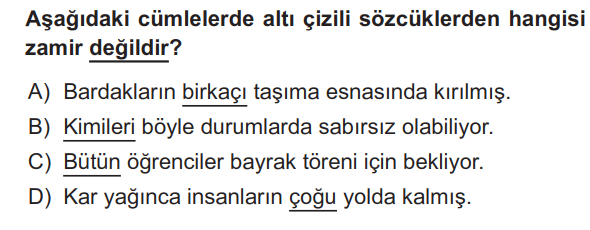 Aşağıdaki cümlelerde altı çizili sözcüklerden hangisi
zamir değildir?
A) Bardakların birkaçı taşıma esnasında kırılmış.
B) Kimileri böyle durumlarda sabırsız olabiliyor.
C) Bütün öğrenciler bayrak töreni için bekliyor.
D) Kar yağınca insanların çoğu yolda kalmış.